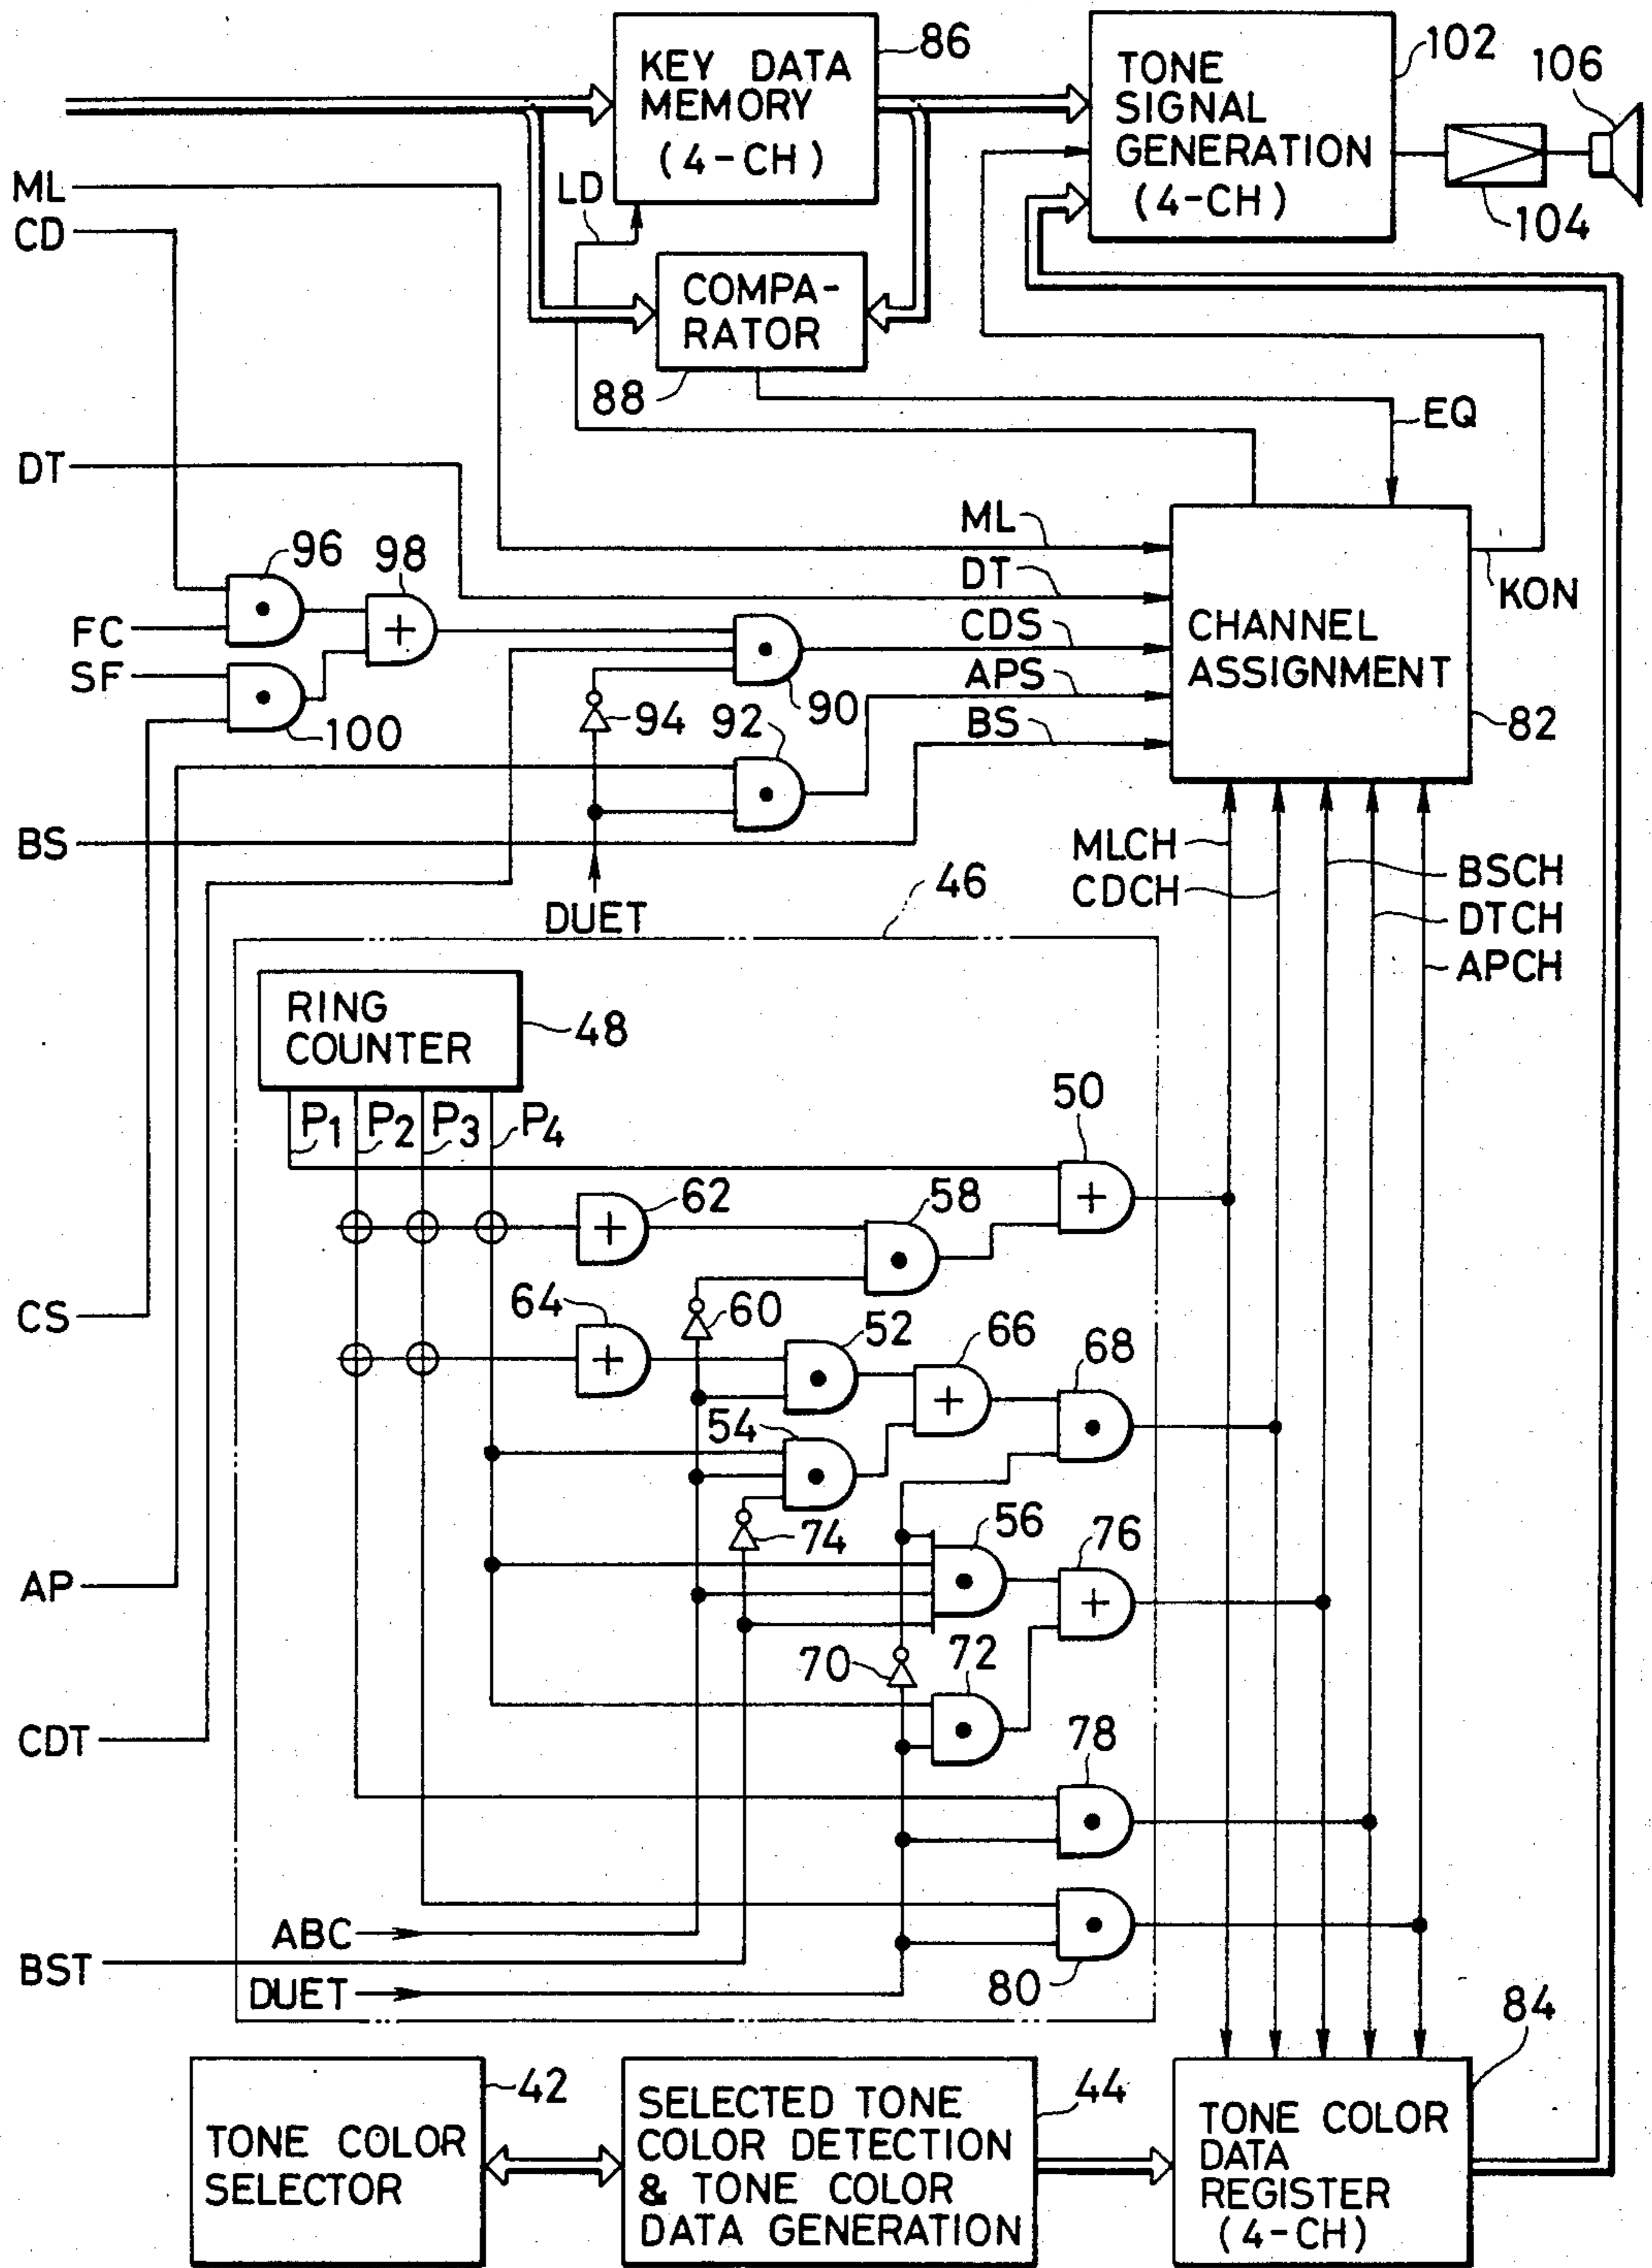 KEY DATA
MEMORY
(4-CH)
86
TONE
SIGNAL
GENERATION
(4-CH)
102
106
104
ML
CD
LD
COMPA-
RATOR
88
EQ
DT
ML
DT
CDS
APS
BS
KON
CHANNEL
ASSIGNMENT
82
96
98
FC
SF
100
94
92
90
BS
DUET
46
MLCH
CDCH
BSCH
DTCH
APCH
RING
COUNTER
48
P1 P2 P3 P4
50
62
58
CS
64
60
52
66
68
54
74
56
76
AP
70
72
CDT
78
ABC
BST
DUET
80
84
TONE COLOR
SELECTOR
42
SELECTED TONE
COLOR DETECTION
& TONE COLOR
DATA GENERATION
44
TONE COLOR
DATA
REGISTER
(4-CH)